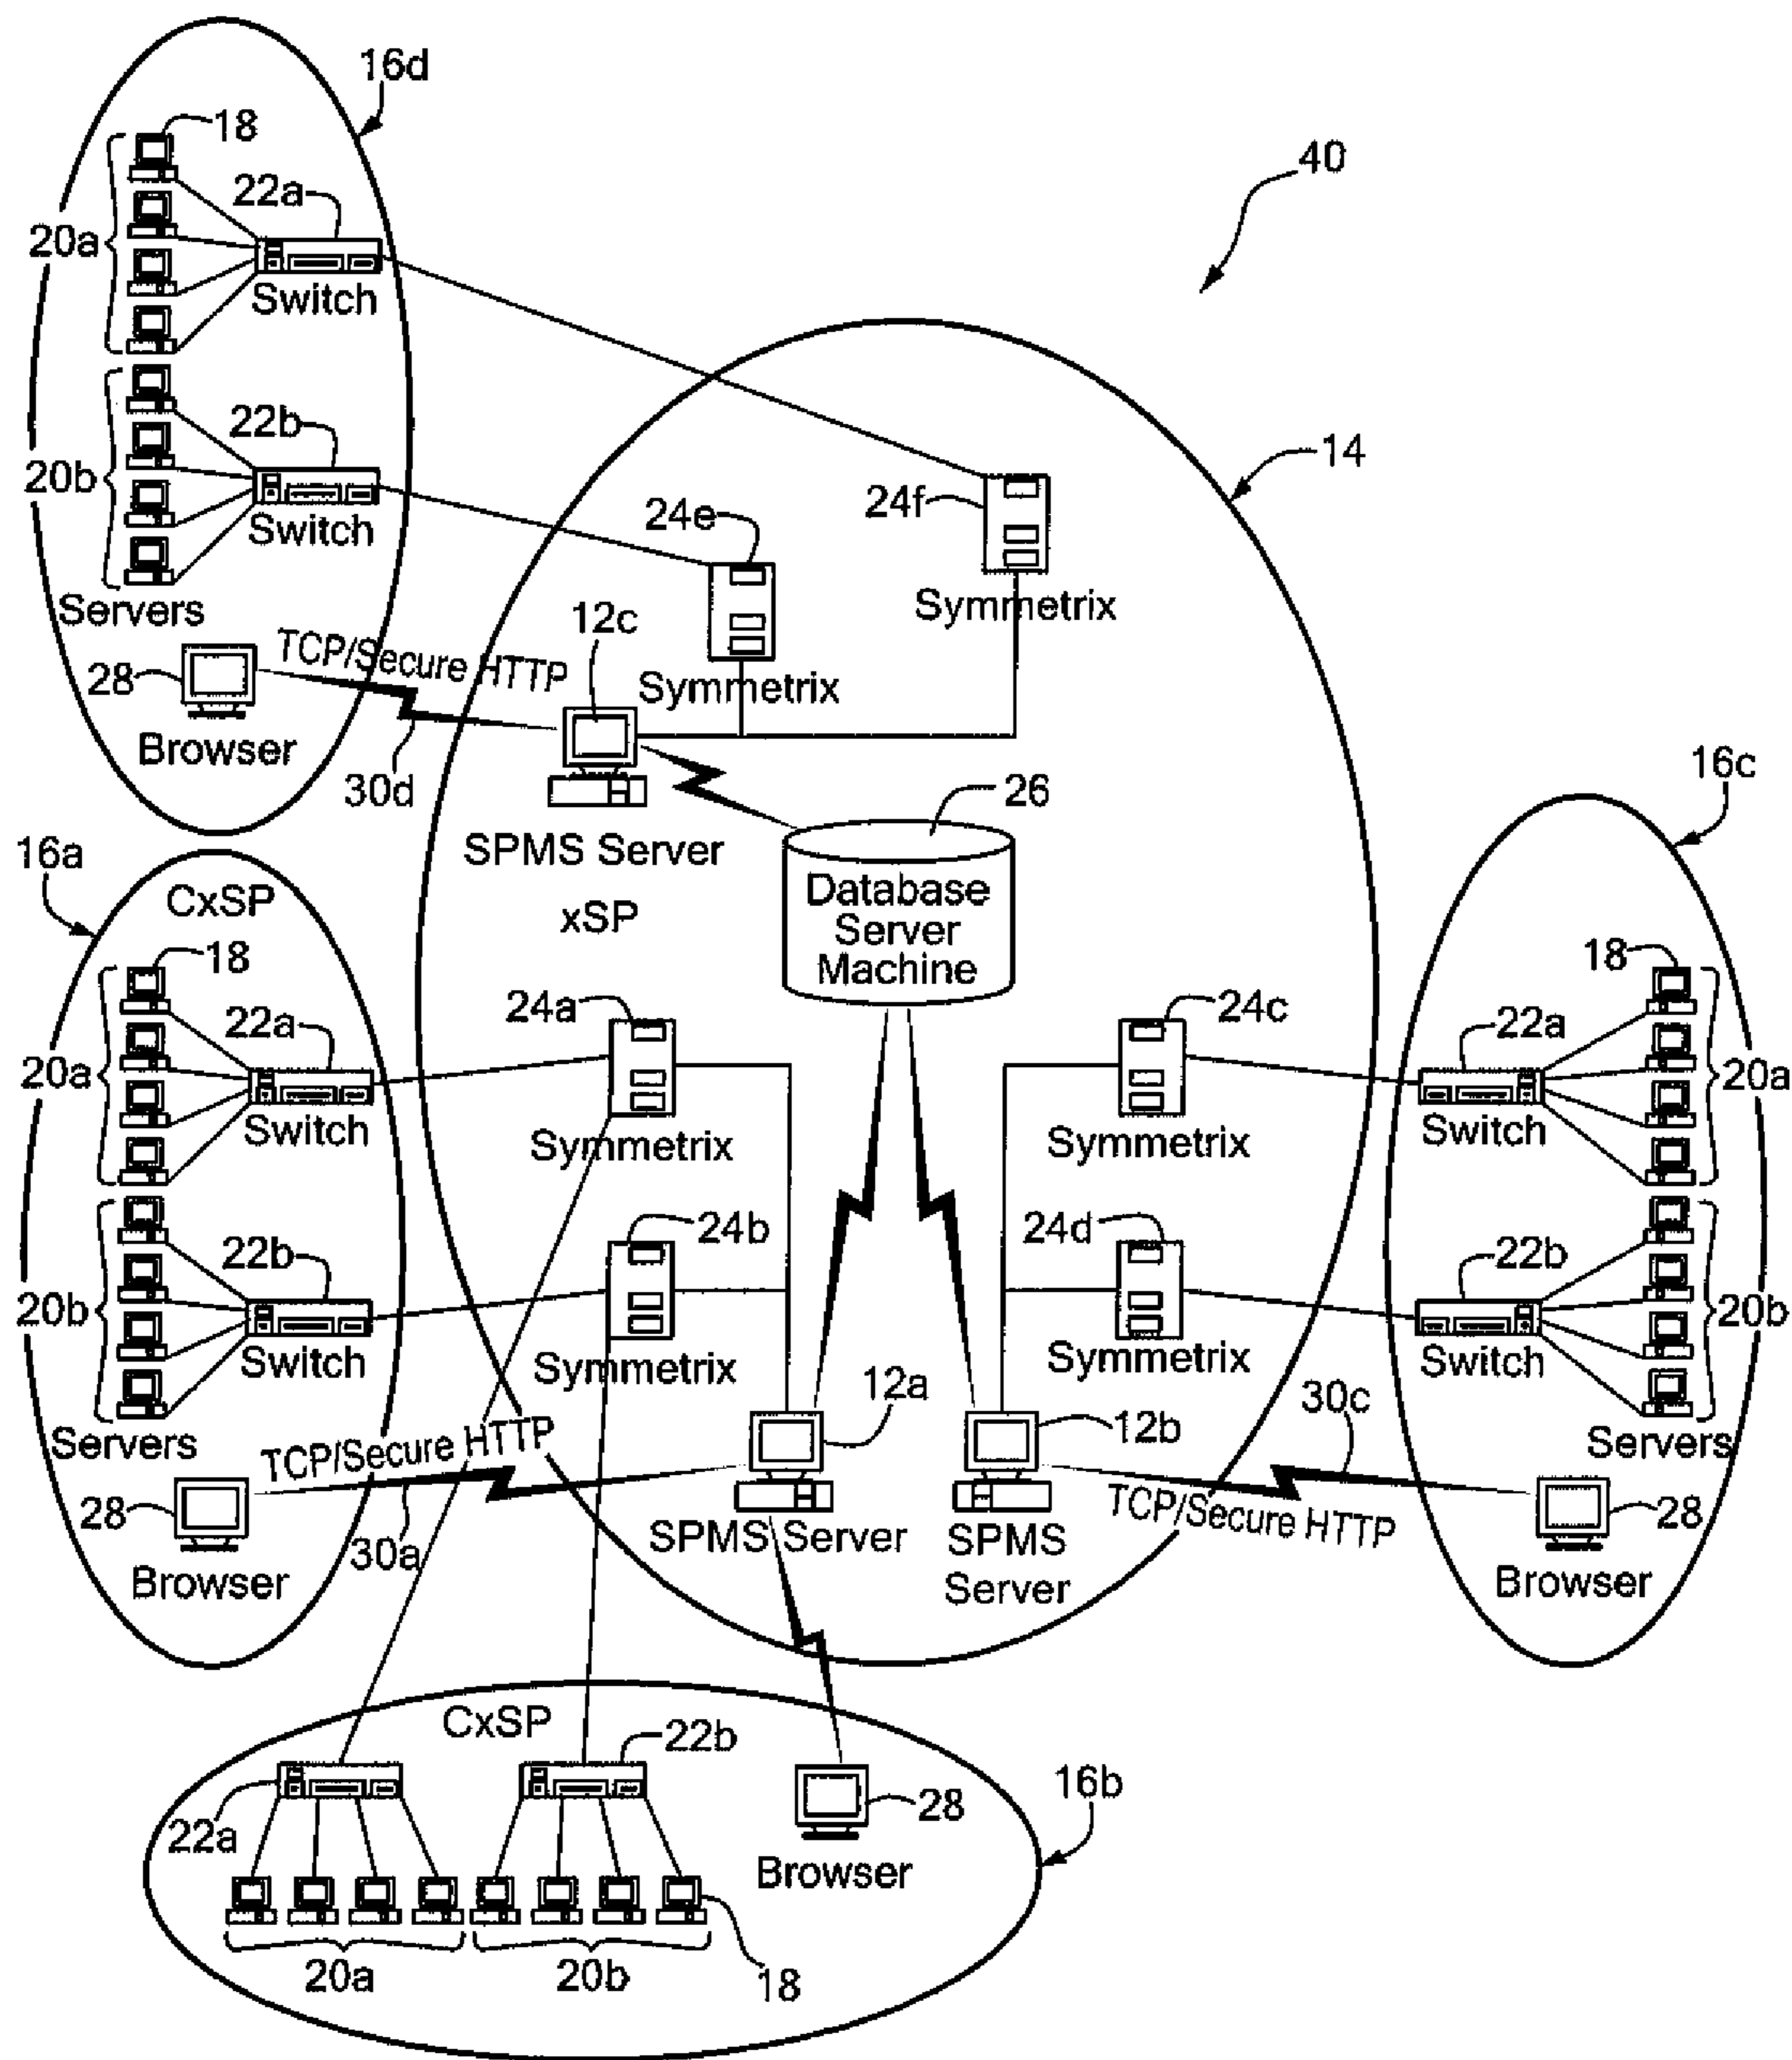 16d
18
40
22a
20a
Switch
14
22b
24f
20b
24e
Switch
Symmetrix
Servers
12c
TCP/Secure HTTP
28
Symmetrix
Browser
30d
26
16c
SPMS Server
16a
CxSP
xSP
Database
Server
Machine
18
18
24a
24c
22a
22a
20a
20a
Switch
Symmetrix
Symmetrix
Switch
24b
24d
22b
22b
20b
20b
Switch
Symmetrix
Symmetrix
Switch
12a
12b
30c
Servers
TCP/Secure HTTP
Servers
28
TCP/Secure HTTP
28
30a
SPMS Server
SPMS
Server
Browser
Browser
CxSP
22b
16b
28
22a
Browser
20a
20b
18